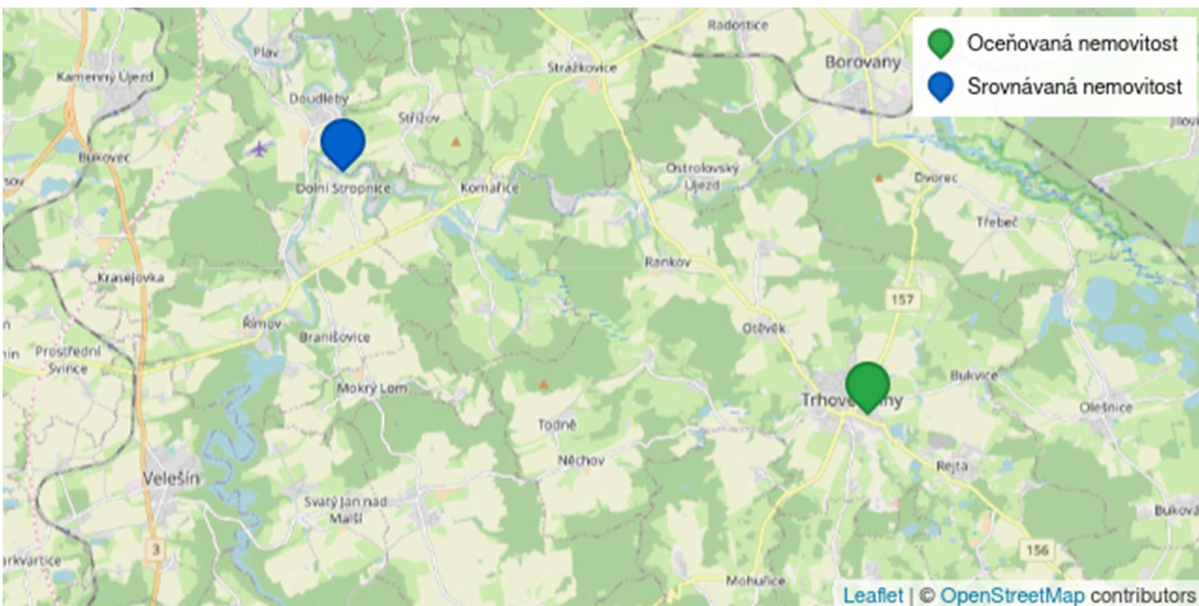 Radostice
Oceňovaná nemovitost
Srovnávaná nemovitost
Plav
Borovany
Strážkovice
Kamenný Újezd
Doudleby
Střížov
Bukovec
Ostrolovský
Újezd
Dvorec
Dolní Stropnice
Komařice
Třebeč
Rankov
Krasejovka
157
Římov
Otěvěk
Branišovice
Prostřední
Svince
Bukvice
Mokrý Lom
Olešnice
Todně
Něchov
Rejta
Velešín
Svatý Jan nad
Malší
3
156
Mohuřice
Leaflet | © OpenStreetMap contributors